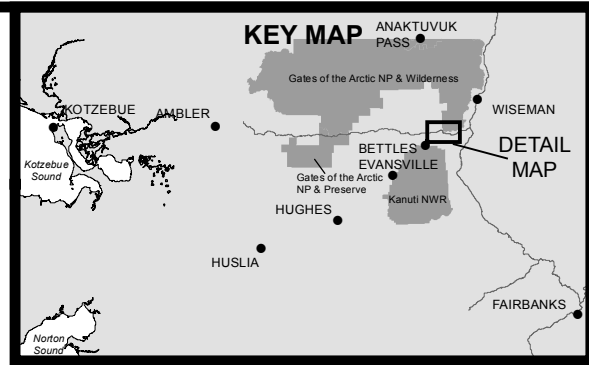 KEY MAP
ANAKTUVUK
PASS
Gates of the Arctic NP & Wilderness
KOTZEBUE
AMBLER
WISEMAN
Kotzebue
Sound
BETTLES
EVANSVILLE
DETAIL
MAP
Gates of the Arctic
NP & Preserve
Kanuti NWR
HUGHES
HUSLIA
FAIRBANKS
Norton
Sound